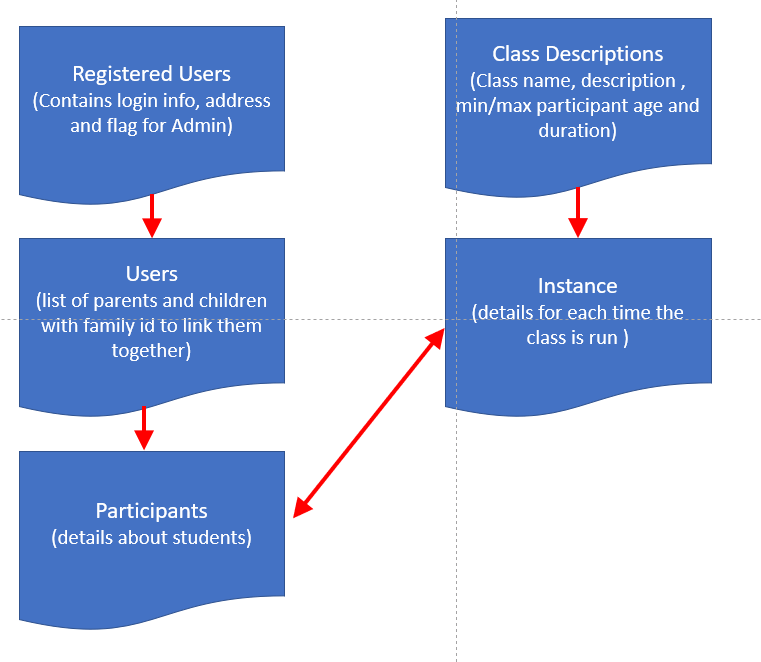 Registered Users
(Contains login info, address
and flag for Admin)
Class Descriptions
(Class name, description ,
min/max participant age and
duration)
Users
(list of parents and children
with family id to link them
together)
Instance
(details for each time the
class is run )
Participants
(details about students)